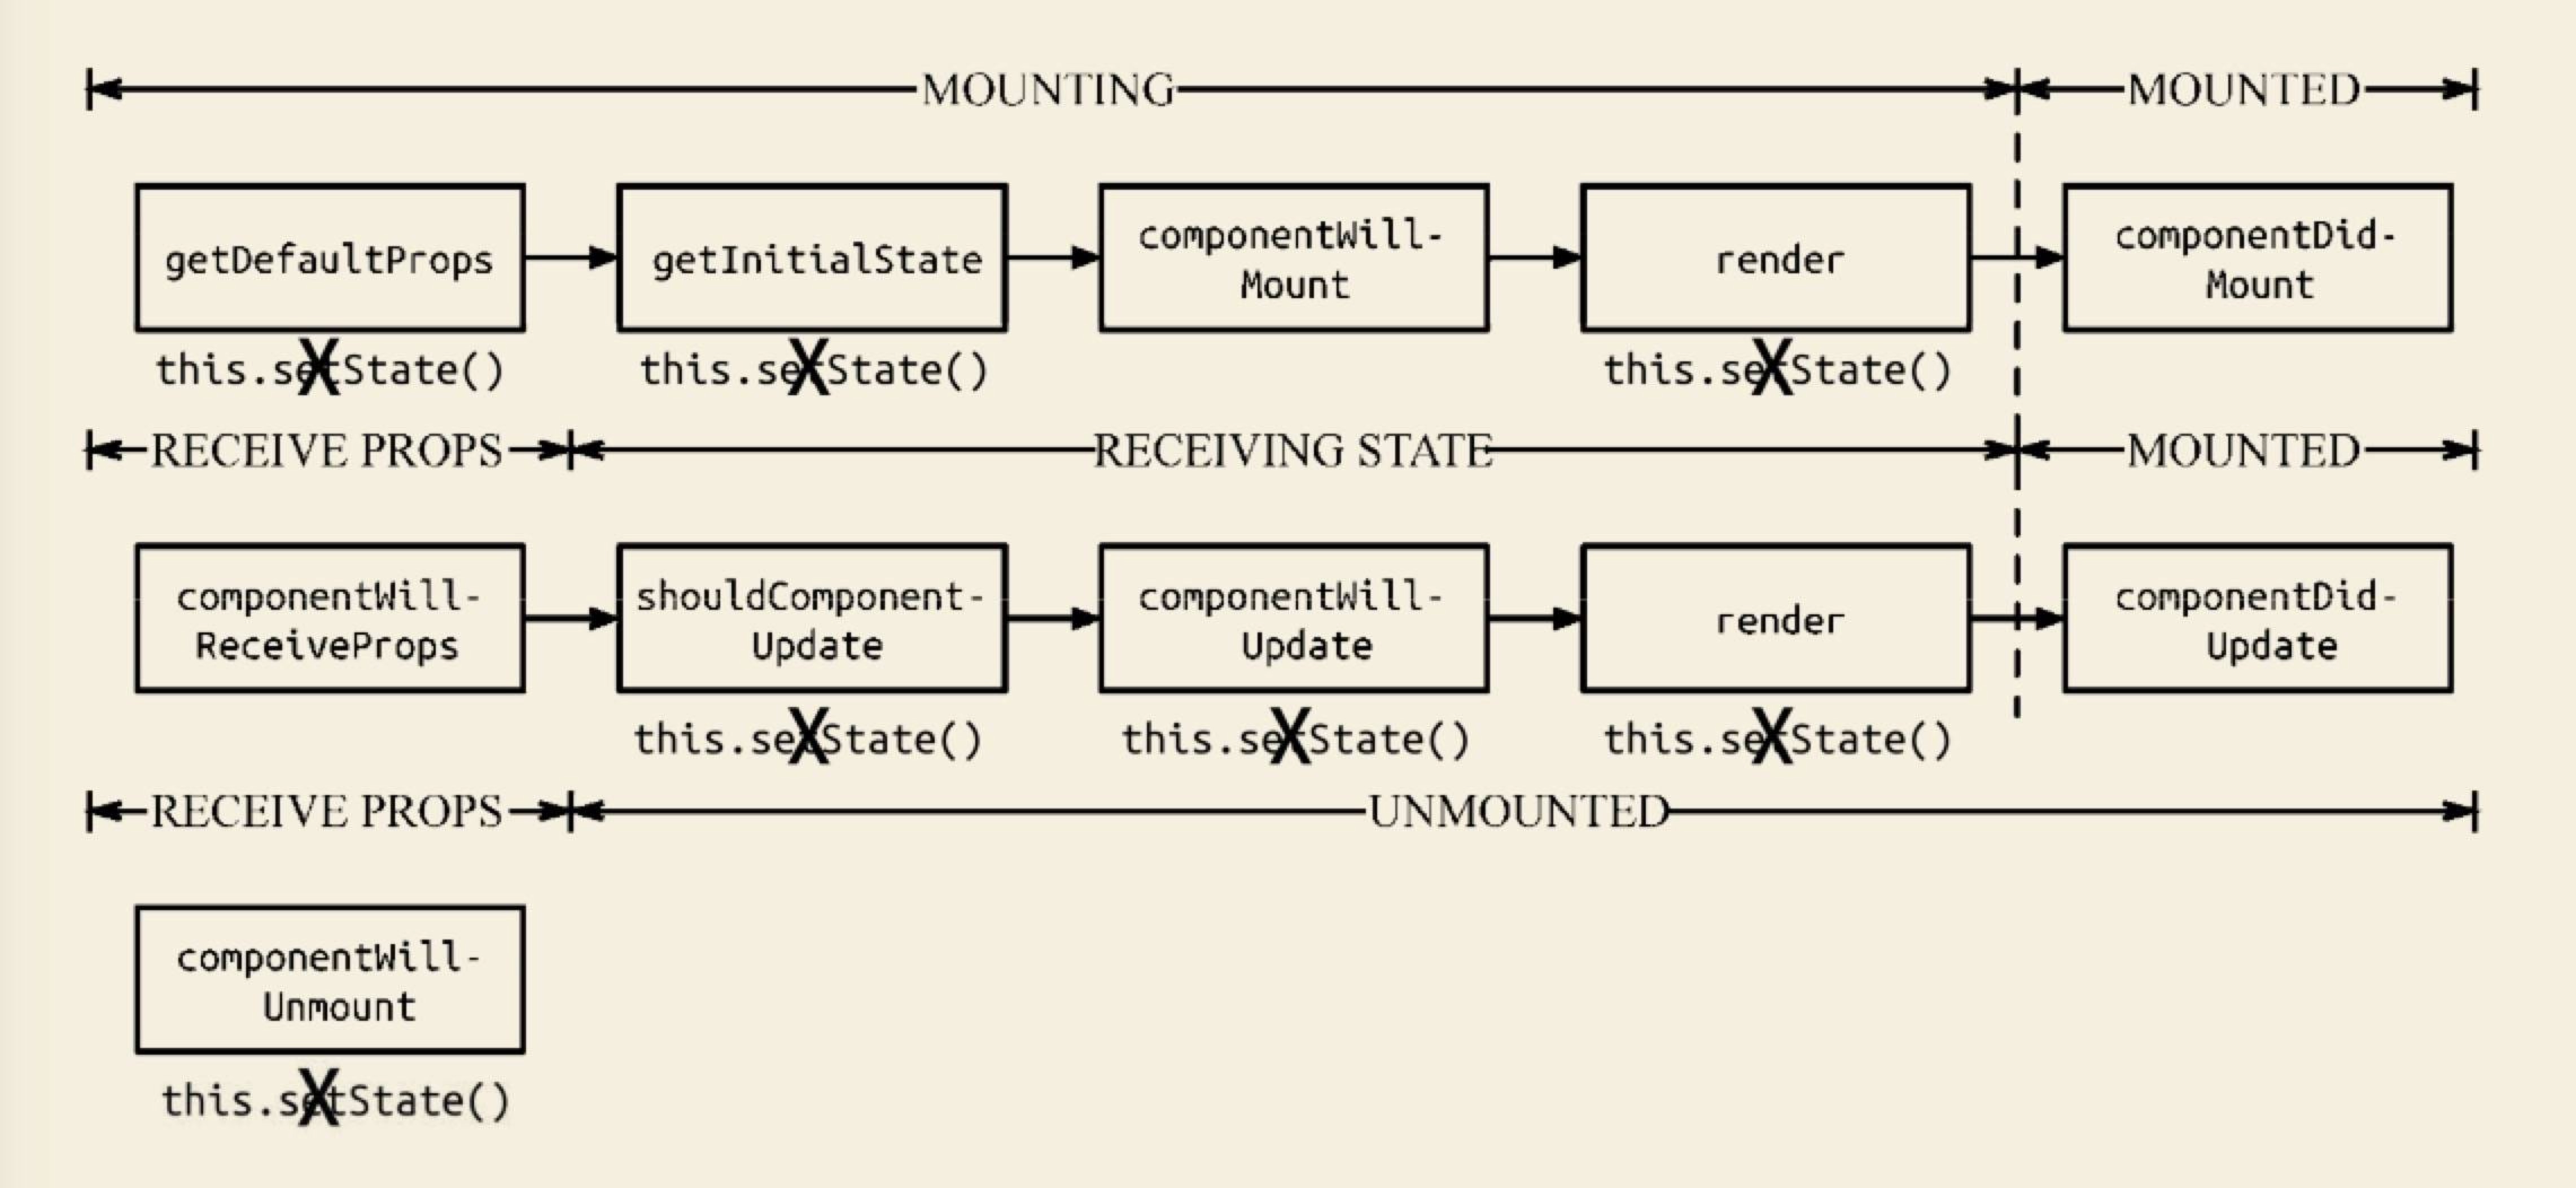 MOUNTING MOUNTED
getDefaultProps getInitialState componentWill-
Mount render componentDid-
Mount
this.setState() this.setState() this.setState()
RECEIVE PROPS RECEIVING STATE MOUNTED
componentWill-
ReceiveProps shouldComponent-
Update componentWill-
Update render componentDid-
Update
this.setState() this.setState() this.setState()
RECEIVE PROPS UNMOUNTED
componentWill-
Unmount
this.setState()